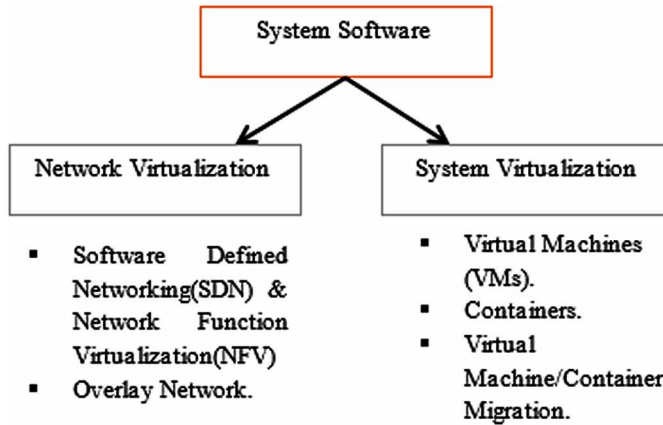 System Software
Network Virtualization
▪ Software Defined
Networking(SDN) &
Network Function
Virtualization(NFV)
▪ Overlay Network.
System Virtualization
▪ Virtual Machines
(VMs).
▪ Containers.
▪ Virtual
Machine/Container
Migration.